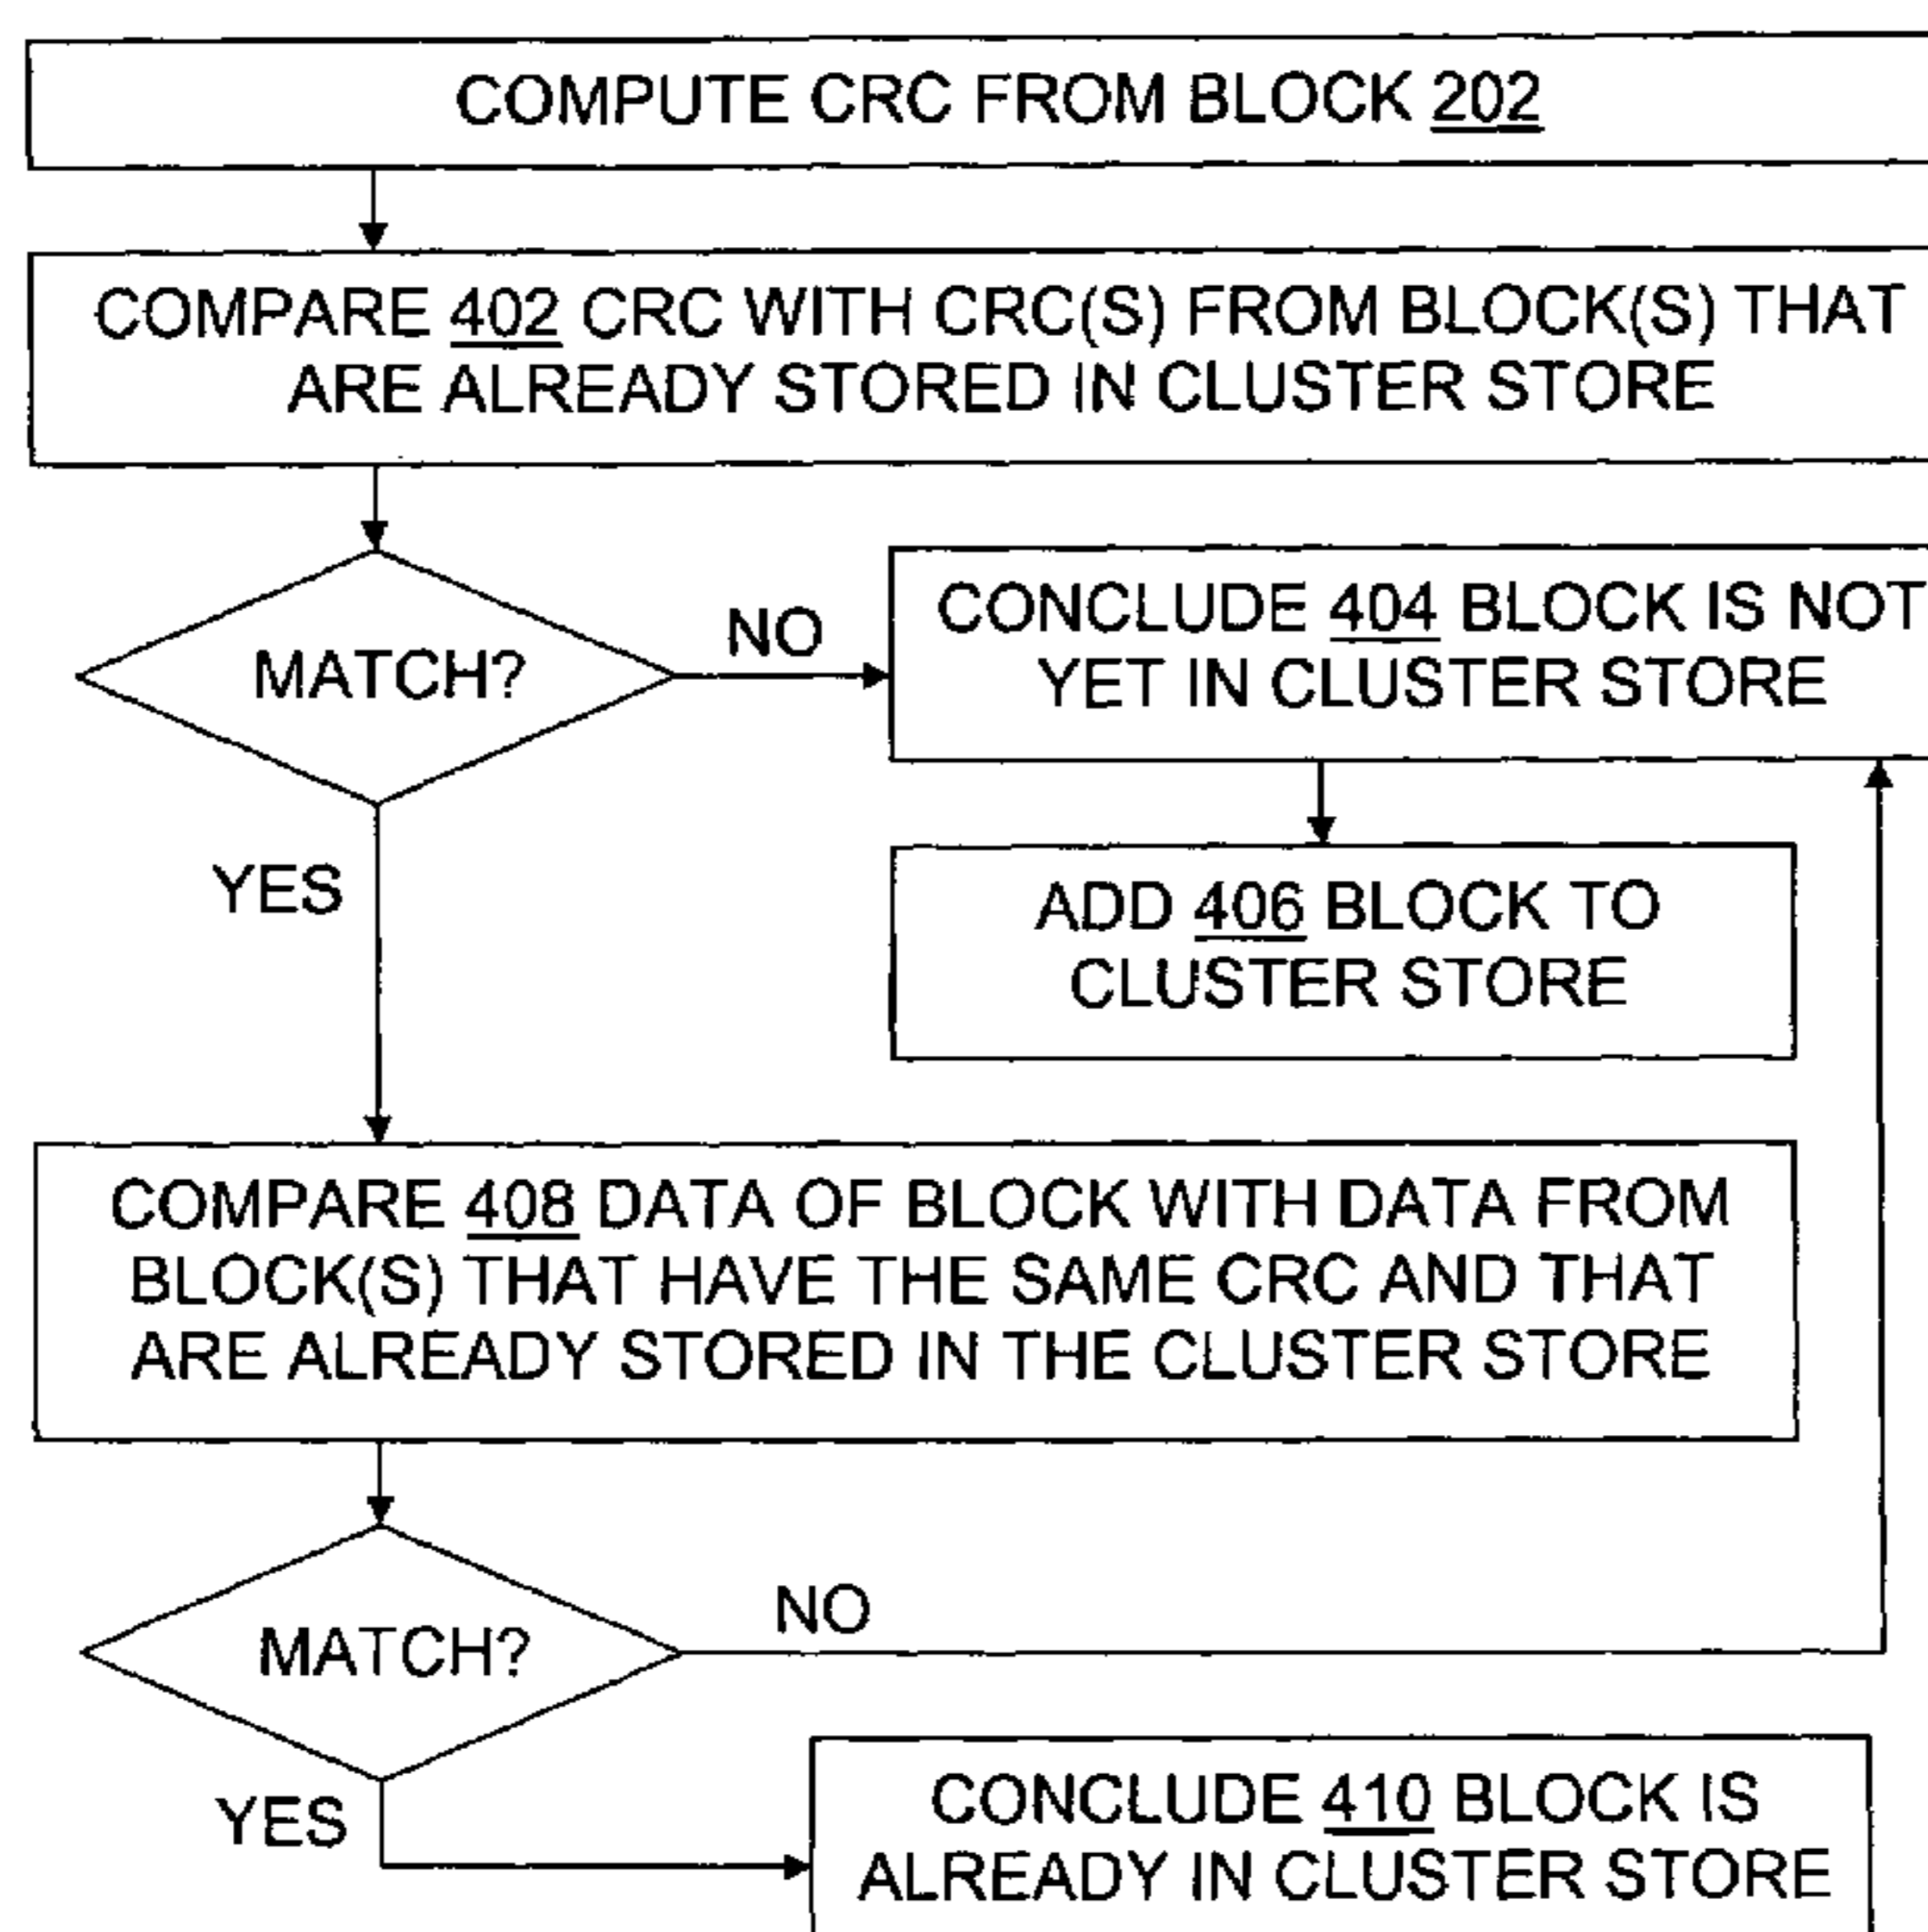 COMPUTE CRC FROM BLOCK 202
COMPARE 402 CRC WITH CRC(S) FROM BLOCK(S) THAT
ARE ALREADY STORED IN CLUSTER STORE
MATCH?
NO
CONCLUDE 404 BLOCK IS NOT
YET IN CLUSTER STORE
YES
ADD 406 BLOCK TO
CLUSTER STORE
COMPARE 408 DATA OF BLOCK WITH DATA FROM
BLOCK(S) THAT HAVE THE SAME CRC AND THAT
ARE ALREADY STORED IN THE CLUSTER STORE
MATCH?
NO
YES
CONCLUDE 410 BLOCK IS
ALREADY IN CLUSTER STORE